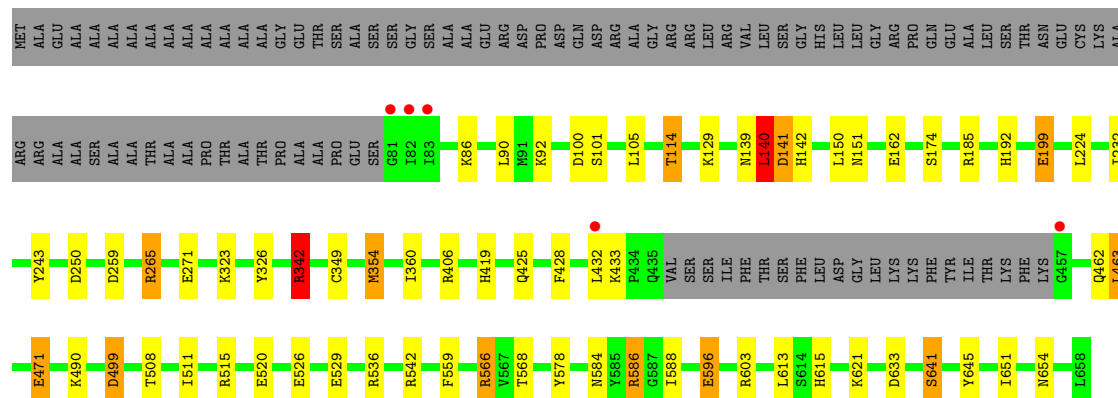 MET ALA GLU ALA ALA ALA ALA ALA ALA ALA ALA ALA ALA ALA GLY GLU THR SER ALA SER SER GLY SER ALA ALA GLU ARG ASP PRO ASP GLN ASP ARG ALA GLY ARG ARG LEU ARG VAL LEU SER GLY HIS LEU LEU GLY ARG PRO GLN GLU ALA LEU SER THR ASN GLU CYS LYS ALA
ARG ARG ALA ALA SER ALA ALA THR ALA ALA PRO THR ALA THR PRO ALA ALA PRO GLU SER G81 I82 I83 K86 L90 M91 K92 D100 S101 L105 T114 K129 N139 L140 D141 H142 L150 N151 E162 S174 R185 H192 E199 L224 I232
Y243 D250 D259 R265 E271 K323 Y326 R342 C349 M354 I360 R406 H419 Q425 F428 L432 K433 P434 Q435 VAL SER SER ILE PHE THR SER PHE LEU ASP GLY LEU LYS LYS PHE TYR ILE THR LYS PHE LYS G457 Q462 L463
E471 K490 D499 T508 I511 R515 E520 E526 E529 R536 R542 F559 R566 V567 T568 Y578 N584 Y585 R586 G587 I588 E596 R603 L613 S614 H615 K621 D633 S641 Y645 I651 N654 L658